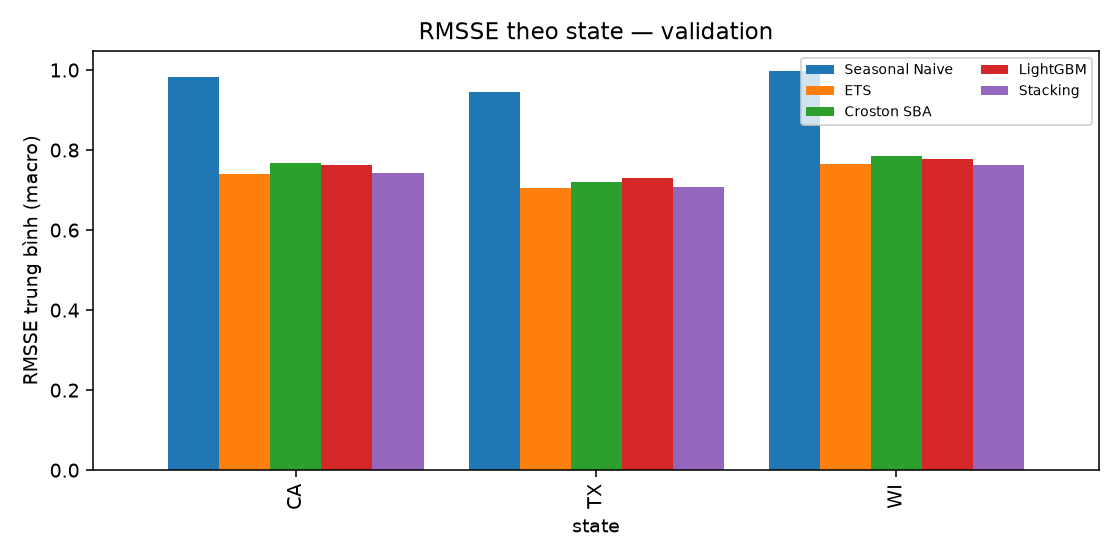 RMSSE theo state — validation
RMSSE trung bình (macro)
1.0
0.8
0.6
0.4
0.2
0.0
Seasonal Naive
ETS
Croston SBA
LightGBM
Stacking
CA
TX
WI
state